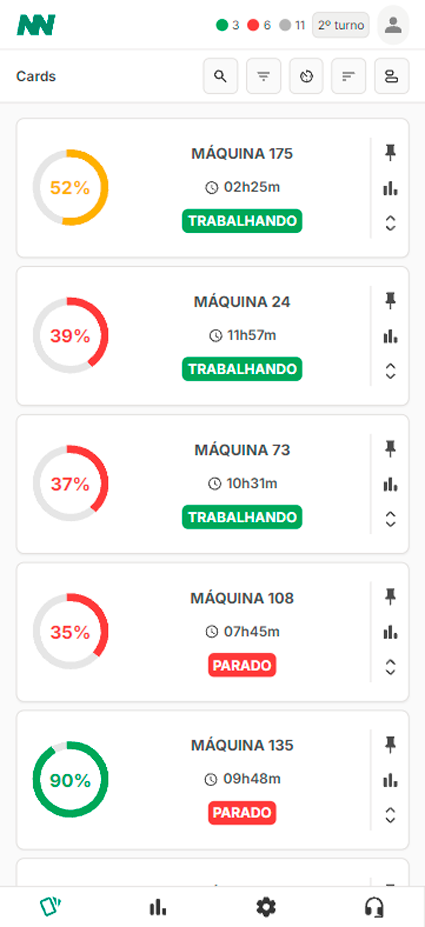 NN
3
6
11
2º turno
Cards
52%
MÁQUINA 175
02h25m
TRABALHANDO
39%
MÁQUINA 24
11h57m
TRABALHANDO
37%
MÁQUINA 73
10h31m
TRABALHANDO
35%
MÁQUINA 108
07h45m
PARADO
90%
MÁQUINA 135
09h48m
PARADO